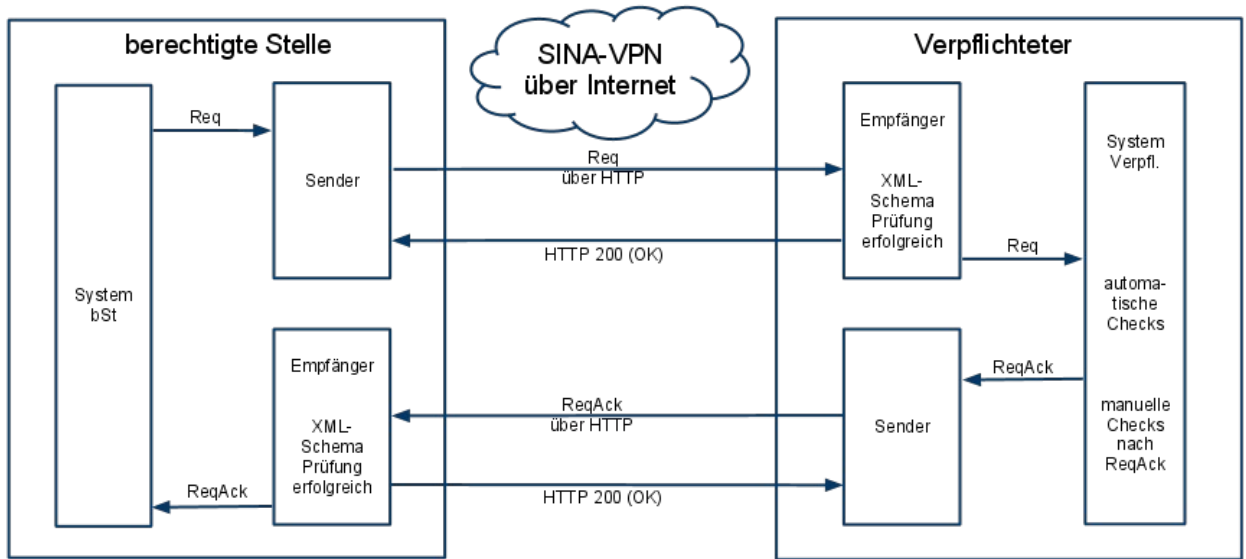 berechtigte Stelle
SINA-VPN
über Internet
Verpflichteter
Req
Sender
Req
über HTTP
HTTP 200 (OK)
Empfänger
XML-
Schema
Prüfung
erfolgreich
Req
System
Verpfl.
automa-
tische
Checks
manuelle
Checks
nach
ReqAck
ReqAck
Sender
ReqAck
über HTTP
HTTP 200 (OK)
Empfänger
XML-
Schema
Prüfung
erfolgreich
ReqAck
System
bSt